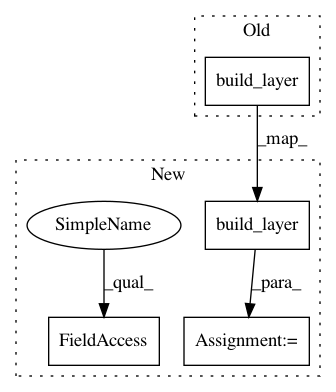 Old
build_layer
_map_
New
SimpleName
build_layer
_qual_
_para_
FieldAccess
Assignment:=